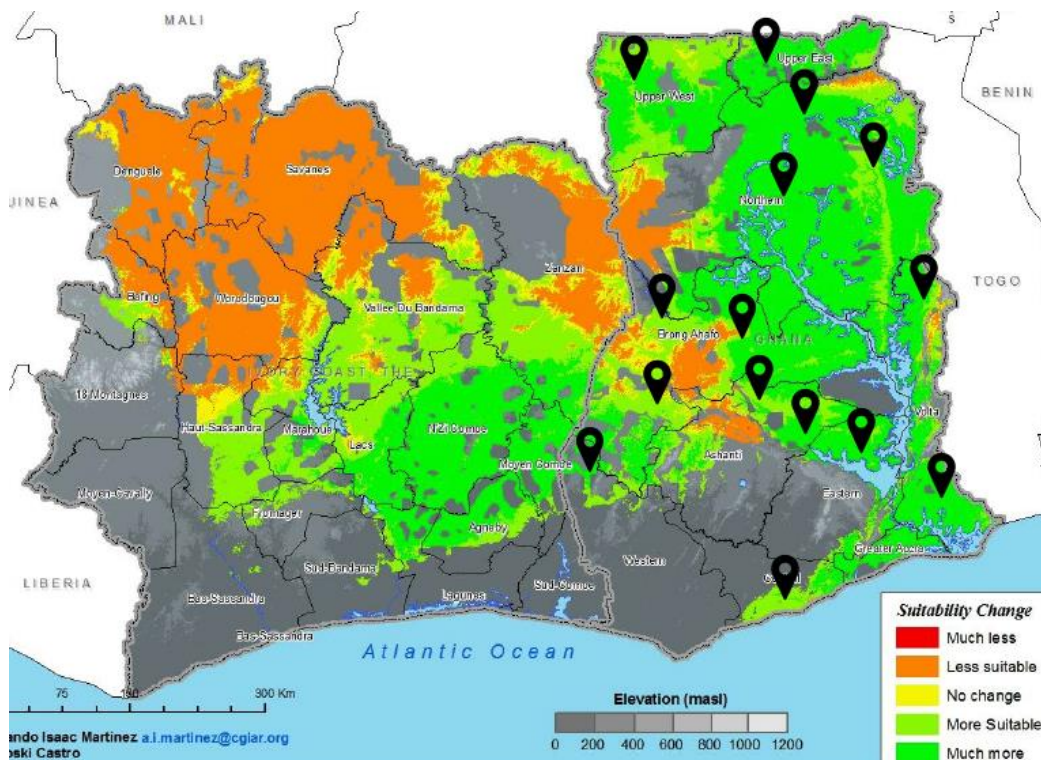 MALI
S
BENIN
Upper East
Upper West
Denguele
Savanes
UINEA
Northern
Zanzan
TOGO
Bafing
Worodougou
Vallee Du Bandama
Brong Ahafo
GHANA
18 Montagnes
Haut-Sassandra
Marahoue
Lacs
N'Zi Comoe
Moyen Comoe
Volta
Ashanti
Moyen-Cavally
Eastern
Fromager
Agneby
Greater Accra
LIBERIA
Sud-Bandama
Western
Bas-Sassandra
Lagunes
Sud-Comoe
Bas-Sassandra
Atlantic Ocean
Suitability Change
Much less
Less suitable
No change
More Suitable
Much more
75
300 Km
Elevation (masl)
0 200 400 600 800 1000 1200
ando Isaac Martinez a.i.martinez@cgiar.org
oski Castro